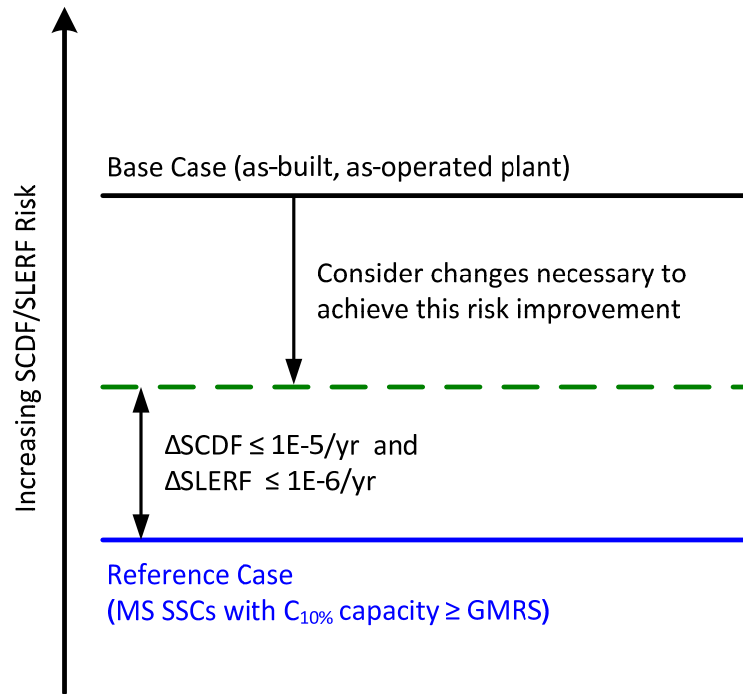 Increasing SCDF/SLERF Risk
Base Case (as-built, as-operated plant)
Consider changes necessary to
achieve this risk improvement
ΔSCDF ≤ 1E-5/yr and
ΔSLERF ≤ 1E-6/yr
Reference Case
(MS SSCs with C10% capacity ≥ GMRS)